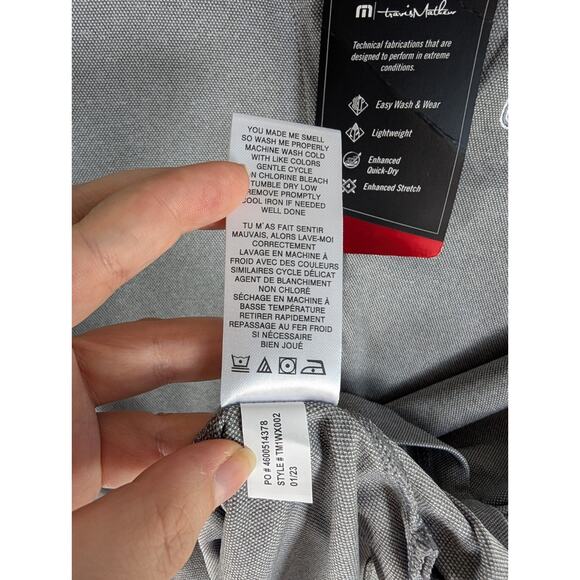 TravisMathew
Technical fabrications that are
designed to perform in extreme
conditions.
Easy Wash & Wear
Lightweight
Enhanced
Quick-Dry
Enhanced Stretch
YOU MADE ME SMELL
SO WASH ME PROPERLY
MACHINE WASH COLD
WITH LIKE COLORS
GENTLE CYCLE
ON CHLORINE BLEACH
TUMBLE DRY LOW
REMOVE PROMPTLY
COOL IRON IF NEEDED
WELL DONE
TU M'AS FAIT SENTIR
MAUVAIS, ALORS LAVE-MOI
CORRECTEMENT
LAVAGE EN MACHINE À
FROID AVEC DES COULEURS
SIMILAIRES CYCLE DÉLICAT
AGENT DE BLANCHIMENT
NON CHLORÉ
SÉCHAGE EN MACHINE À
BASSE TEMPÉRATURE
RETIRER RAPIDEMENT
REPASSAGE AU FER FROID
SI NÉCESSAIRE
BIEN JOUÉ
PO # 4600514378
STYLE # TM1WX002
01/23